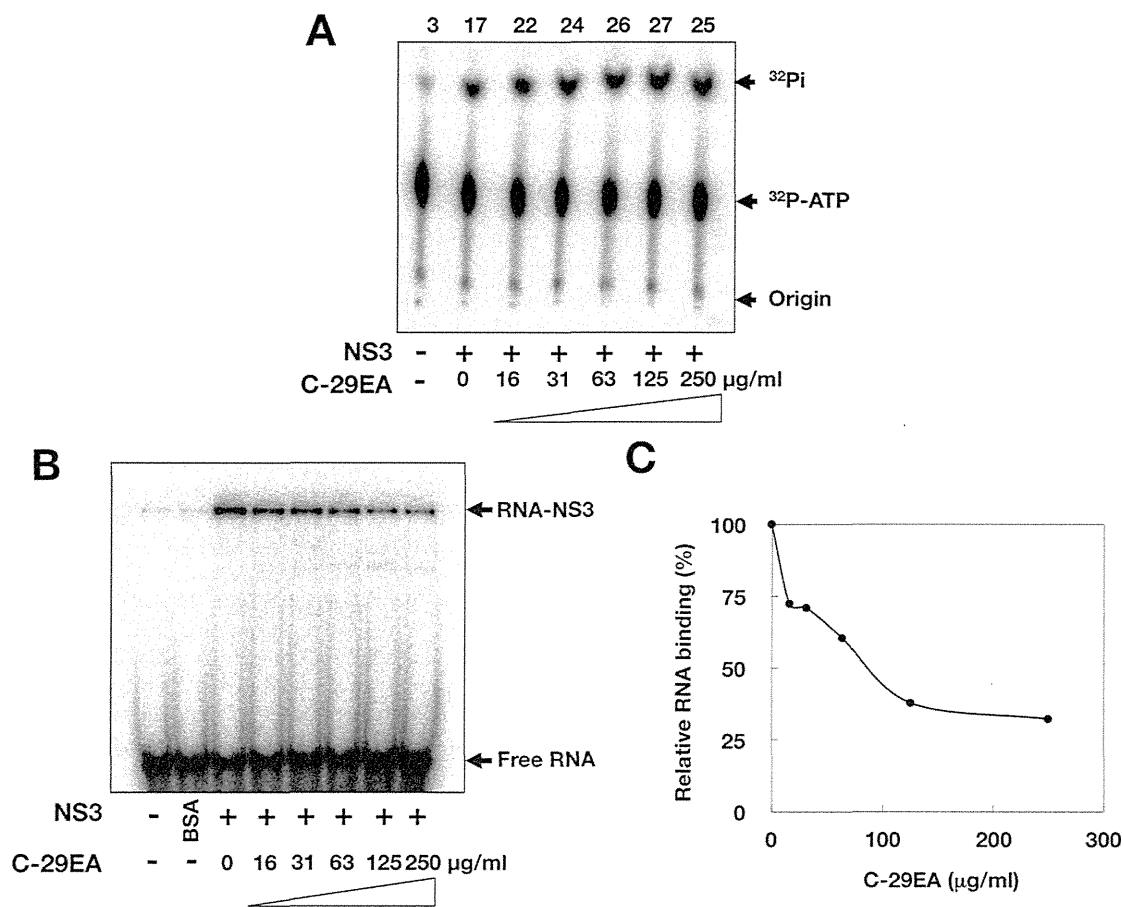 A
3 17 22 24 26 27 25
³²Pi
³²P-ATP
Origin
NS3 - + + + + + +
C-29EA - 0 16 31 63 125 250 μg/ml
B
RNA-NS3
Free RNA
NS3 - BSA + + + + + +
C-29EA - - 0 16 31 63 125 250 μg/ml
C
Relative RNA binding (%)
100
75
50
25
0
0 100 200 300
C-29EA (μg/ml)